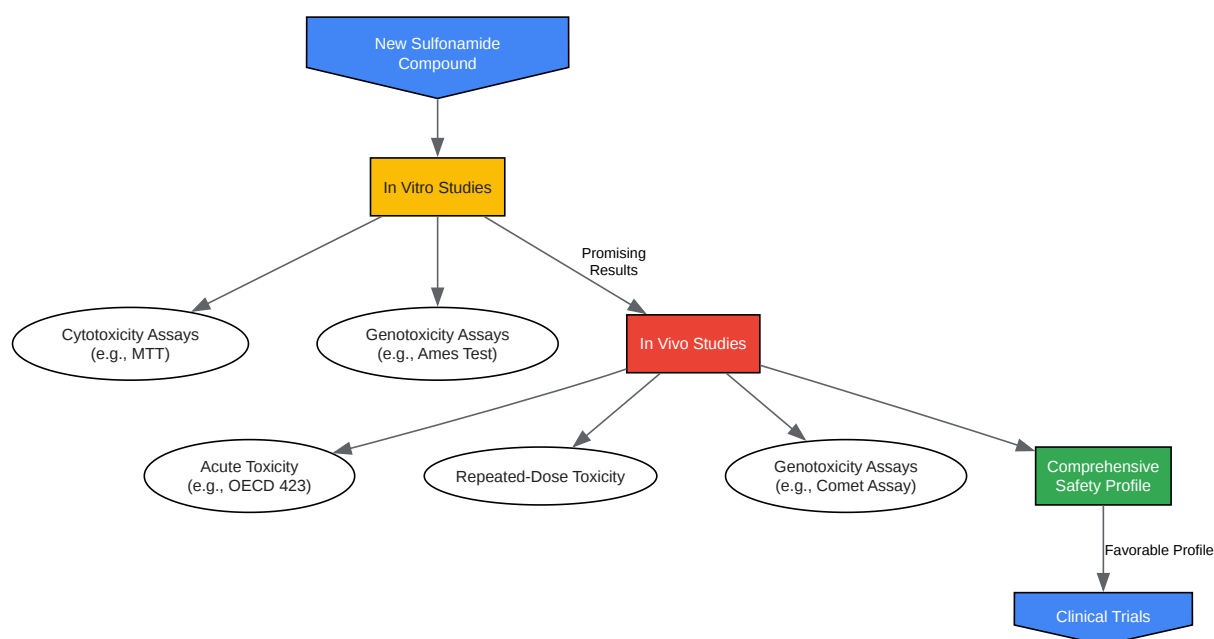 New Sulfonamide
Compound
In Vitro Studies
Promising
Results
Cytotoxicity Assays
(e.g., MTT)
Genotoxicity Assays
(e.g., Ames Test)
In Vivo Studies
Acute Toxicity
(e.g., OECD 423)
Repeated-Dose Toxicity
Genotoxicity Assays
(e.g., Comet Assay)
Comprehensive
Safety Profile
Favorable Profile
Clinical Trials